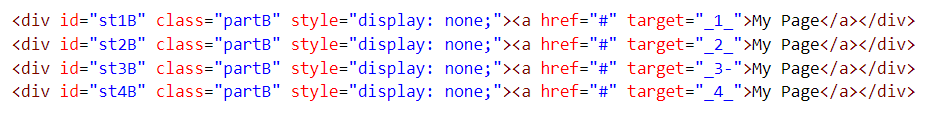 <div id="st1B" class="partB" style="display: none;"><a href="#" target="_1_">My Page</a></div>
<div id="st2B" class="partB" style="display: none;"><a href="#" target="_2_">My Page</a></div>
<div id="st3B" class="partB" style="display: none;"><a href="#" target="_3-">My Page</a></div>
<div id="st4B" class="partB" style="display: none;"><a href="#" target="_4_">My Page</a></div>